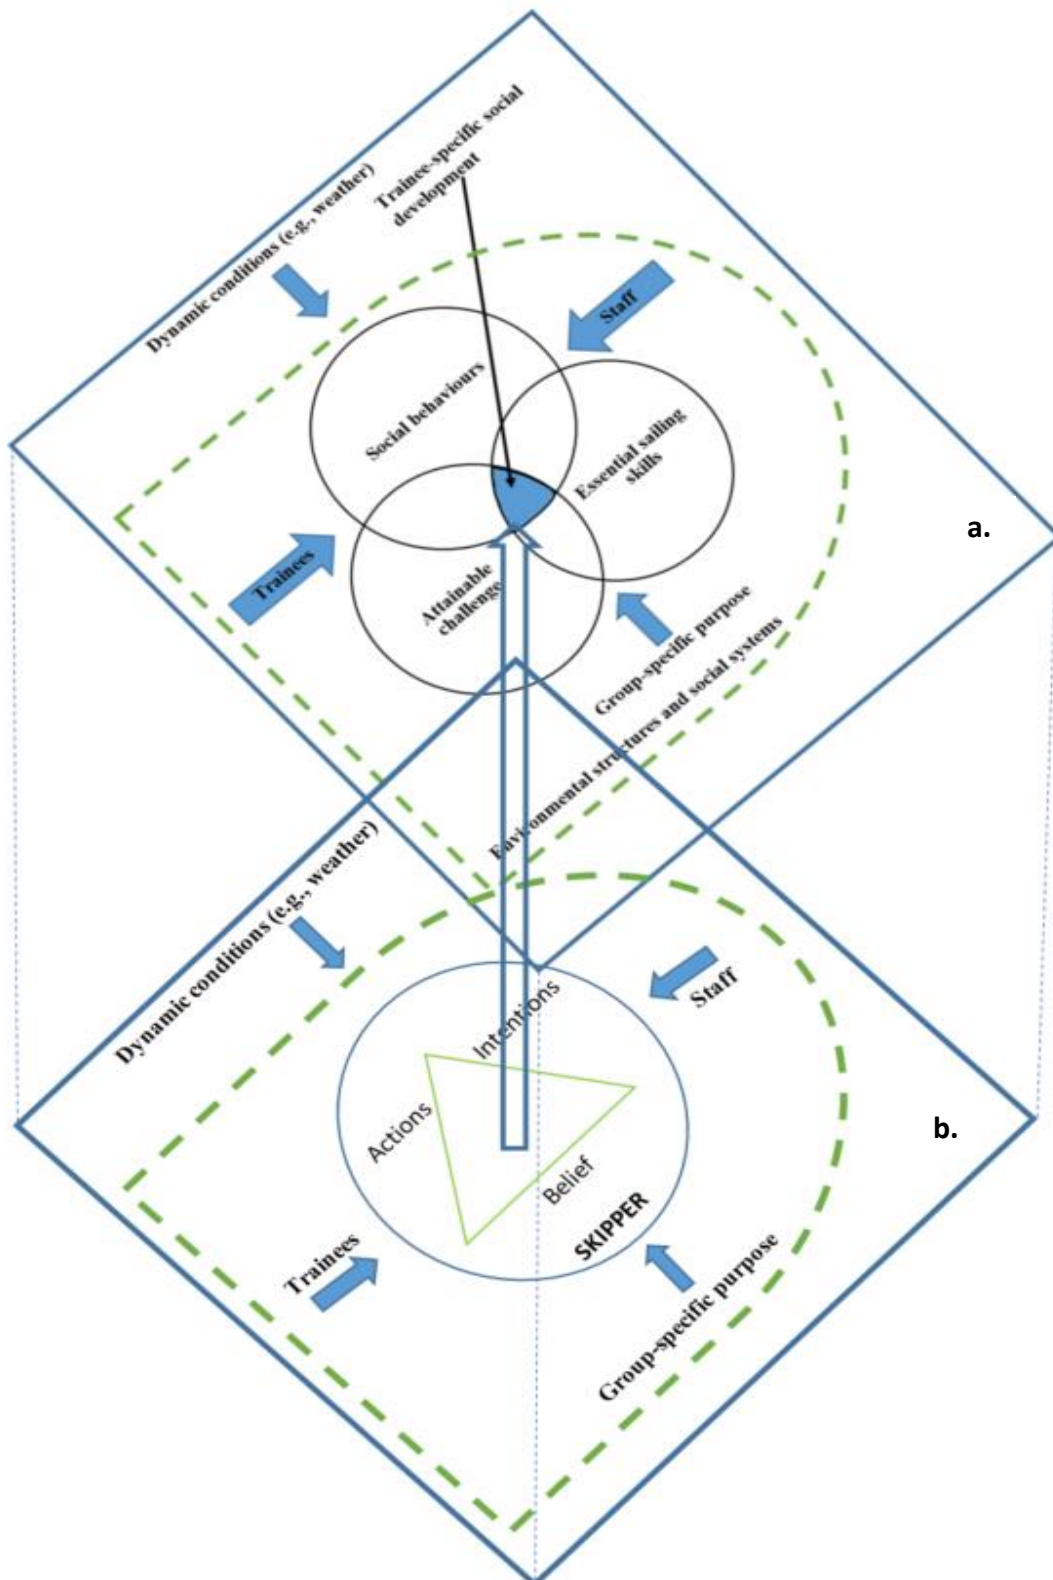 Trainee-specific social
development
Dynamic conditions (e.g., weather)
Staff
Social behaviours
Essential sailing
skills
a.
Trainees
Attainable
challenge
Group-specific purpose
Environmental structures and social systems
Dynamic conditions (e.g., weather)
Staff
Intentions
Actions
b.
Belief
SKIPPER
Trainees
Group-specific purpose